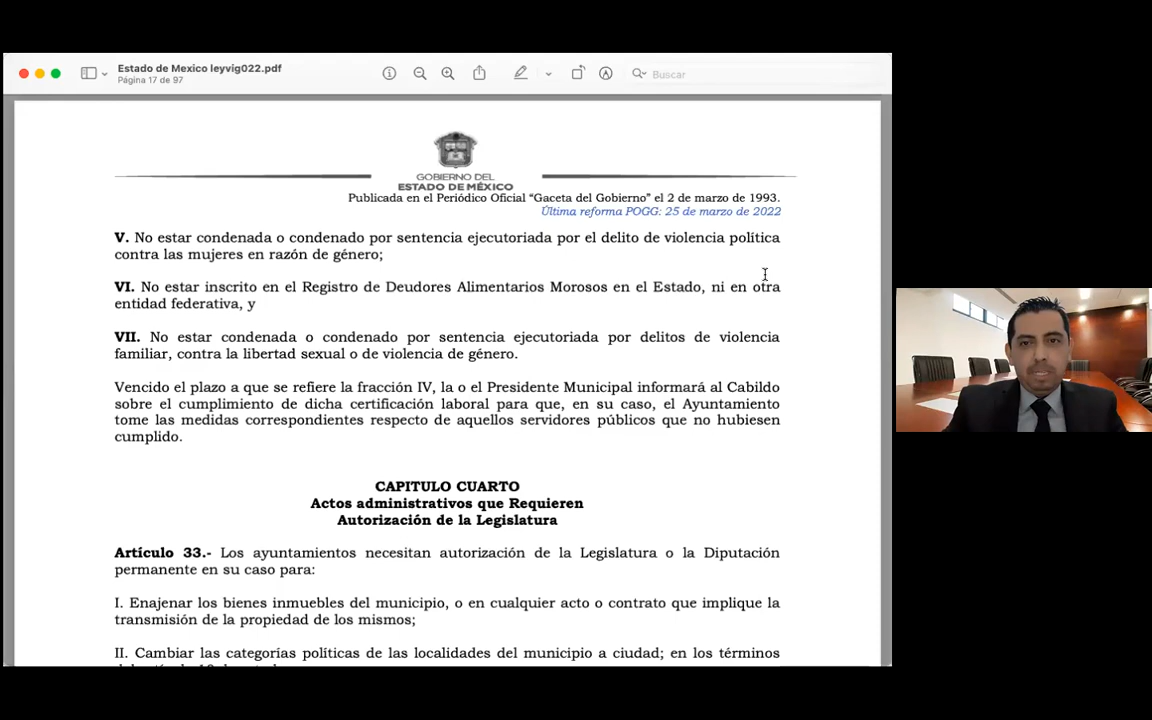 Estado de Mexico leyvig022.pdf
Página 17 de 97
Buscar
GOBIERNO DEL
ESTADO DE MÉXICO
Publicada en el Periódico Oficial “Gaceta del Gobierno” el 2 de marzo de 1993.
Última reforma POGG: 25 de marzo de 2022
V. No estar condenada o condenado por sentencia ejecutoriada por el delito de violencia política
contra las mujeres en razón de género;
VI. No estar inscrito en el Registro de Deudores Alimentarios Morosos en el Estado, ni en otra
entidad federativa, y
VII. No estar condenada o condenado por sentencia ejecutoriada por delitos de violencia
familiar, contra la libertad sexual o de violencia de género.
Vencido el plazo a que se refiere la fracción IV, la o el Presidente Municipal informará al Cabildo
sobre el cumplimiento de dicha certificación laboral para que, en su caso, el Ayuntamiento
tome las medidas correspondientes respecto de aquellos servidores públicos que no hubiesen
cumplido.
CAPITULO CUARTO
Actos administrativos que Requieren
Autorización de la Legislatura
Artículo 33.- Los ayuntamientos necesitan autorización de la Legislatura o la Diputación
permanente en su caso para:
I. Enajenar los bienes inmuebles del municipio, o en cualquier acto o contrato que implique la
transmisión de la propiedad de los mismos;
II. Cambiar las categorías políticas de las localidades del municipio a ciudad; en los términos